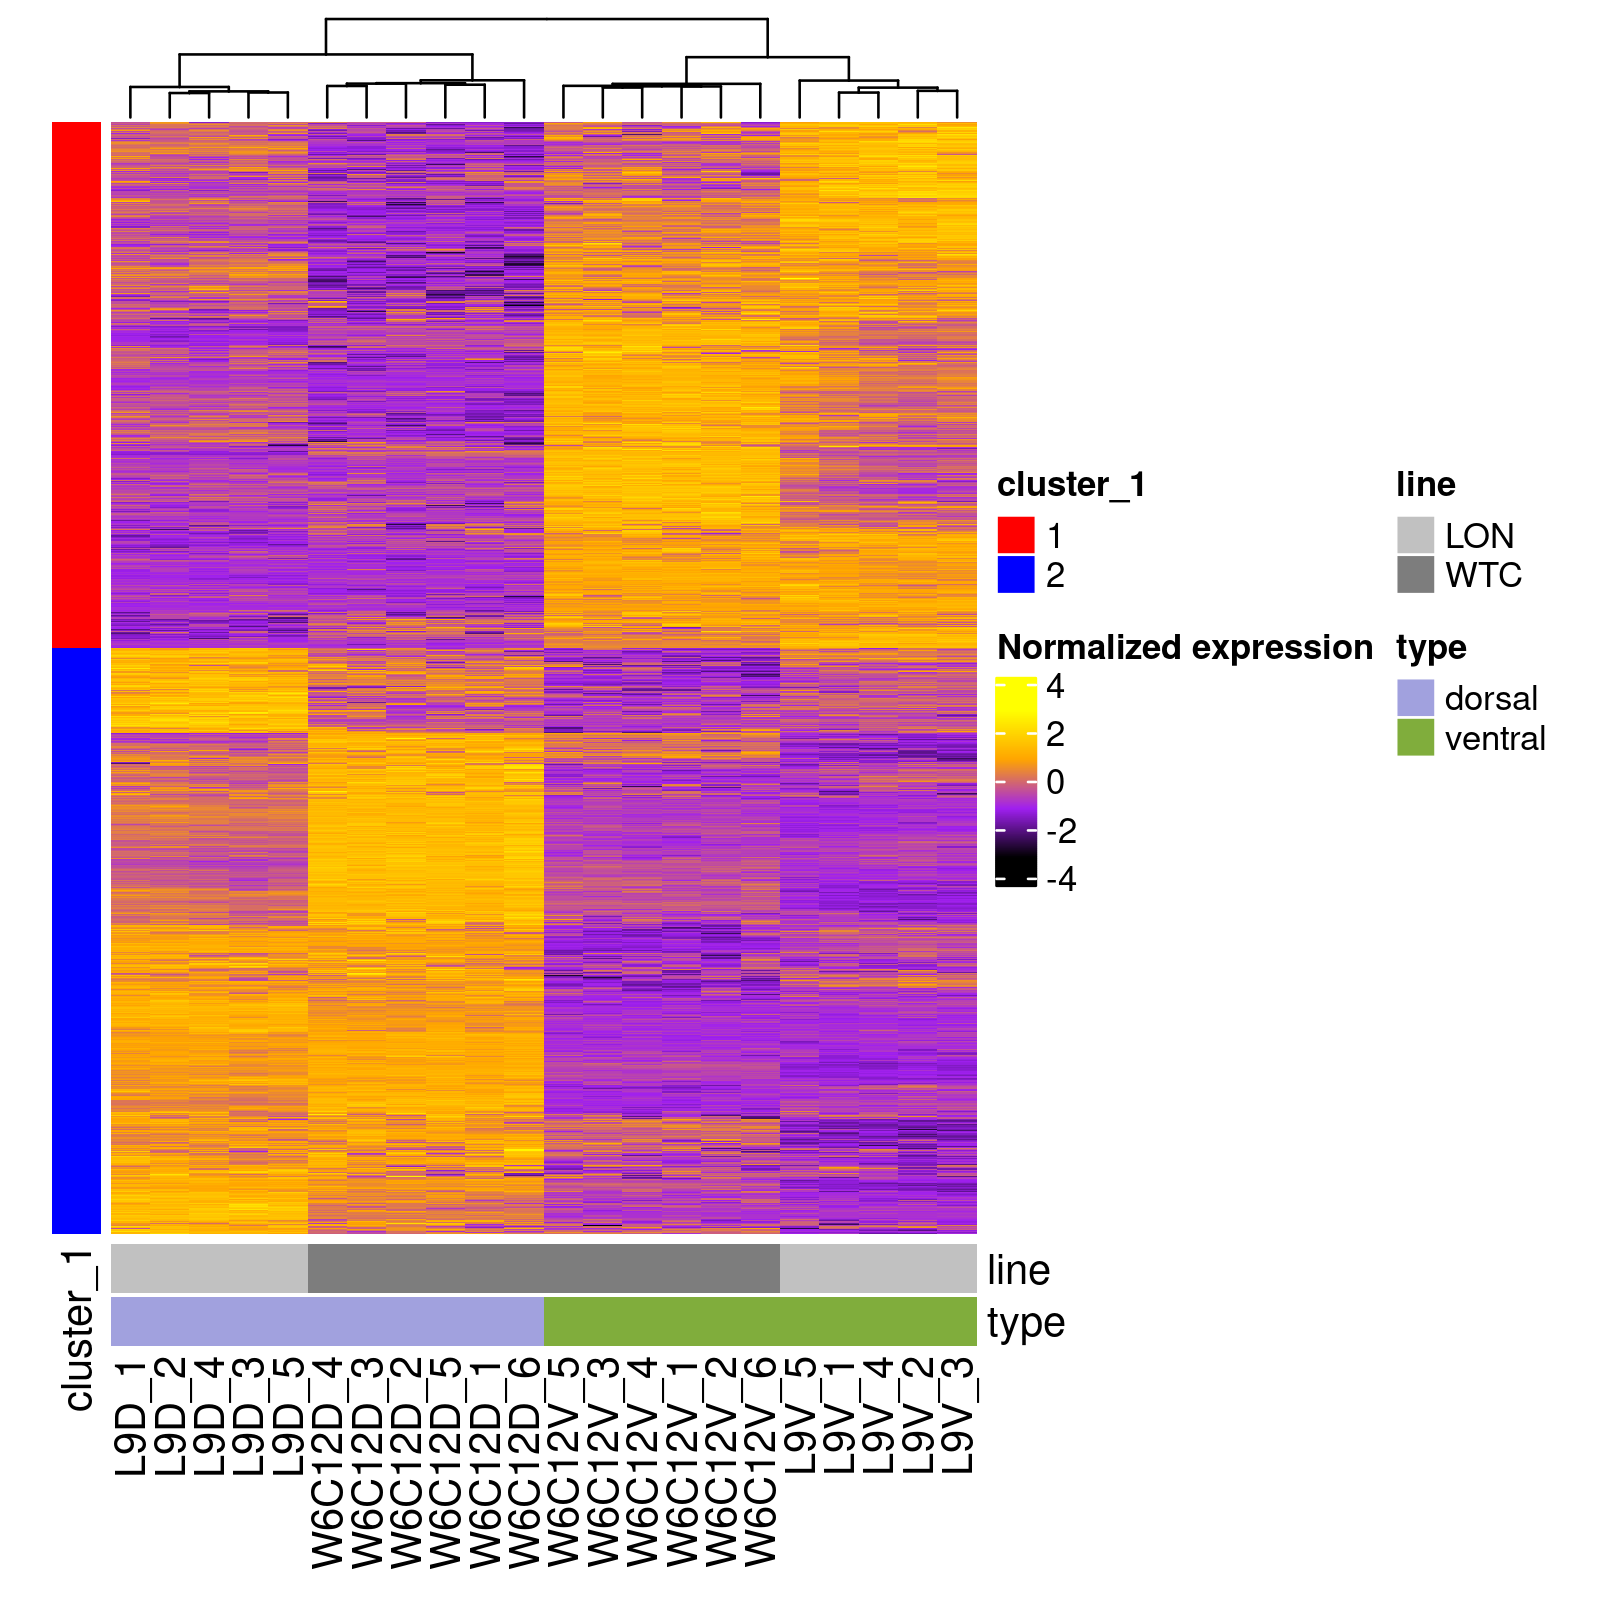 cluster_1
1
2
line
LON
WTC
Normalized expression
4
2
0
-2
-4
type
dorsal
ventral
line
type
cluster_1
L9D_1
L9D_2
L9D_4
L9D_3
L9D_5
W6C12D_4
W6C12D_3
W6C12D_2
W6C12D_5
W6C12D_1
W6C12D_6
W6C12V_5
W6C12V_3
W6C12V_4
W6C12V_1
W6C12V_2
W6C12V_6
L9V_5
L9V_1
L9V_4
L9V_2
L9V_3